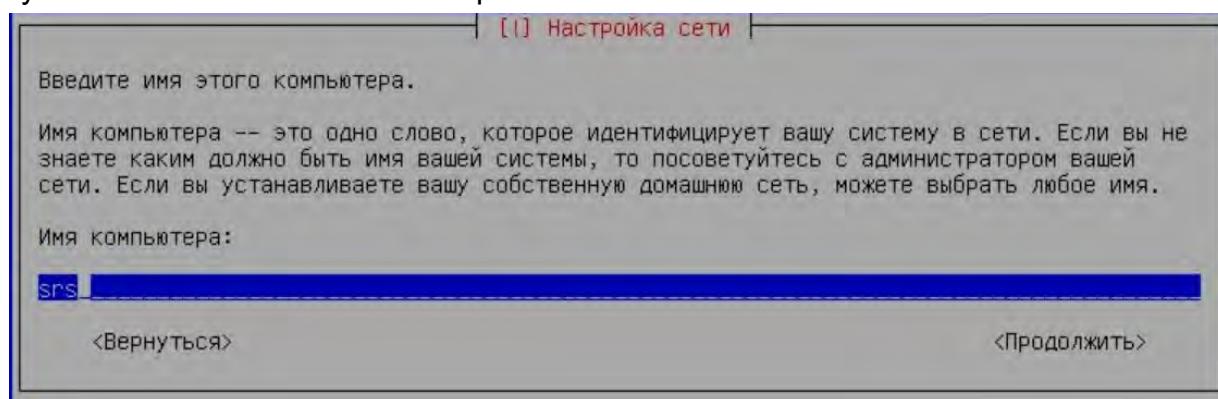 [!] Настройка сети
Введите имя этого компьютера.
Имя компьютера -- это одно слово, которое идентифицирует вашу систему в сети. Если вы не
знаете каким должно быть имя вашей системы, то посоветуйтесь с администратором вашей
сети. Если вы устанавливаете вашу собственную домашнюю сеть, можете выбрать любое имя.
Имя компьютера:
srs
<Вернуться> <Продолжить>